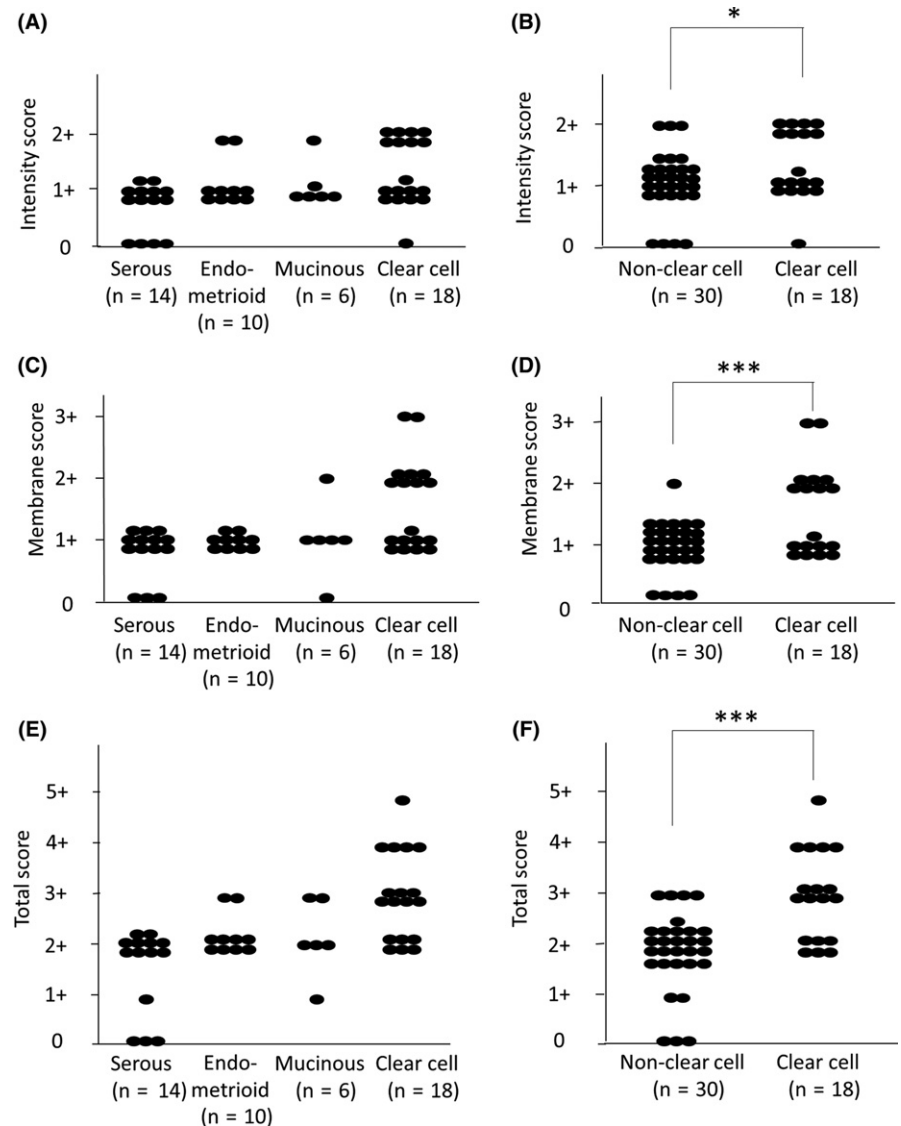 (A)
Intensity score
2+
1+
0
Serous
(n = 14)
Endo-
metrioid
(n = 10)
Mucinous
(n = 6)
Clear cell
(n = 18)
(B)
*
Intensity score
2+
1+
0
Non-clear cell
(n = 30)
Clear cell
(n = 18)
(C)
Membrane score
3+
2+
1+
0
Serous
(n = 14)
Endo-
metrioid
(n = 10)
Mucinous
(n = 6)
Clear cell
(n = 18)
(D)
***
Membrane score
3+
2+
1+
0
Non-clear cell
(n = 30)
Clear cell
(n = 18)
(E)
Total score
5+
4+
3+
2+
1+
0
Serous
(n = 14)
Endo-
metrioid
(n = 10)
Mucinous
(n = 6)
Clear cell
(n = 18)
(F)
***
Total score
5+
4+
3+
2+
1+
0
Non-clear cell
(n = 30)
Clear cell
(n = 18)